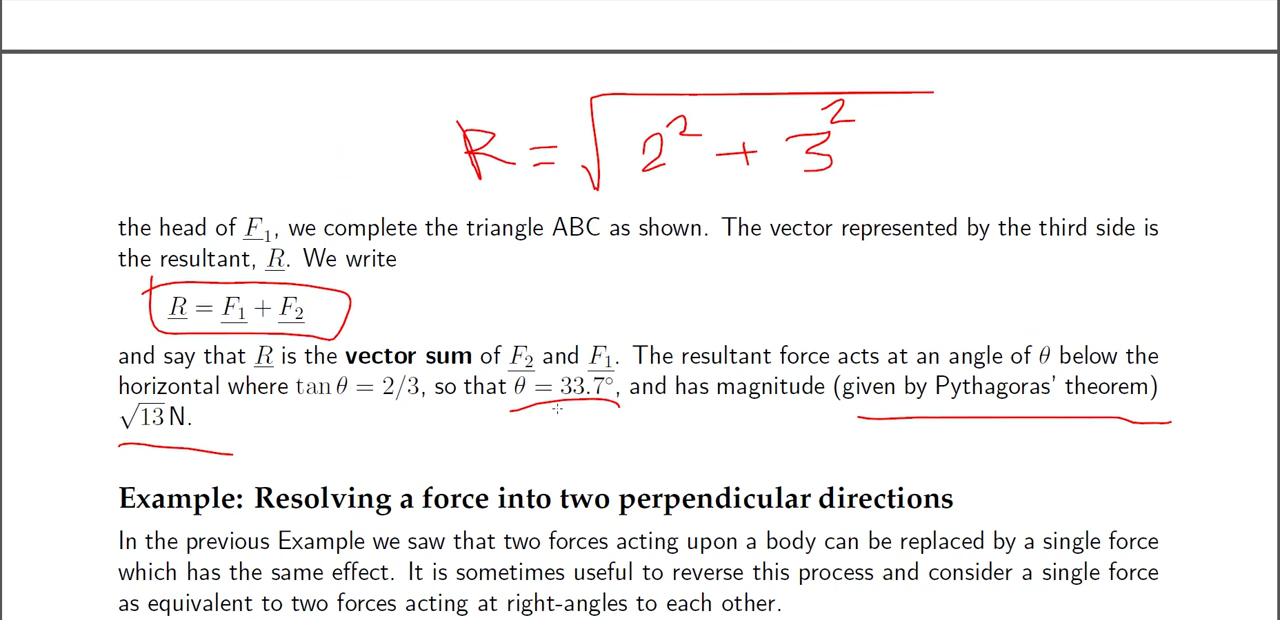 R = √2² + 3²
the head of F₁, we complete the triangle ABC as shown. The vector represented by the third side is
the resultant, R. We write
R = F₁ + F₂
and say that R is the vector sum of F₂ and F₁. The resultant force acts at an angle of θ below the
horizontal where tan θ = 2/3, so that θ = 33.7°, and has magnitude (given by Pythagoras' theorem)
√13 N.
Example: Resolving a force into two perpendicular directions
In the previous Example we saw that two forces acting upon a body can be replaced by a single force
which has the same effect. It is sometimes useful to reverse this process and consider a single force
as equivalent to two forces acting at right-angles to each other.